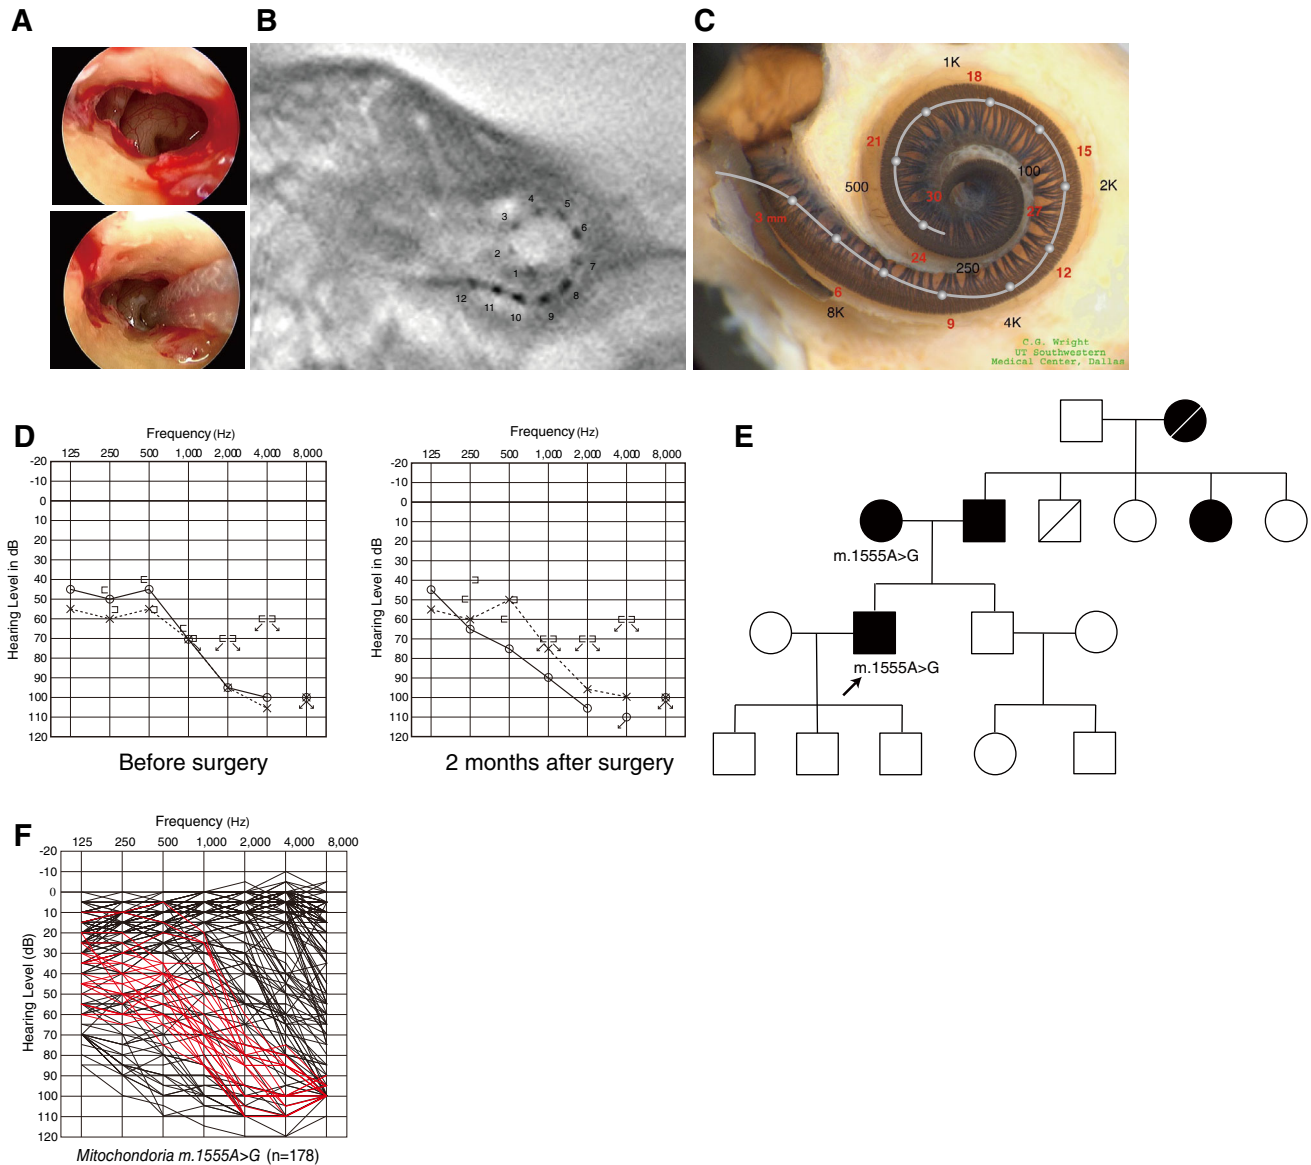 A
B
C
4
5
3
6
2
7
1
8
12
11
10
9
1K
18
21
15
100
2K
500
30
27
3 mm
24
250
12
6
8K
9
4K
C.G. Wright
UT Southwestern
Medical Center, Dallas
D
Frequency (Hz)
125 250 500 1,000 2,000 4,000 8,000
Hearing Level in dB
-20
-10
0
10
20
30
40
50
60
70
80
90
100
110
120
Before surgery
Frequency (Hz)
125 250 500 1,000 2,000 4,000 8,000
-20
-10
0
10
20
30
40
50
60
70
80
90
100
110
120
2 months after surgery
E
m.1555A>G
m.1555A>G
F
Frequency (Hz)
125 250 500 1,000 2,000 4,000 8,000
Hearing Level (dB)
-20
-10
0
10
20
30
40
50
60
70
80
90
100
110
120
Mitochondoria m.1555A>G (n=178)